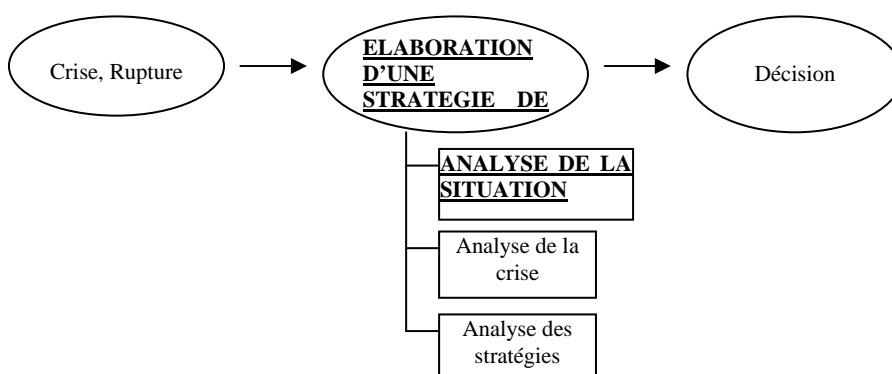 Crise, Rupture
ELABORATION
D’UNE
STRATEGIE DE
Décision
ANALYSE DE LA
SITUATION
Analyse de la
crise
Analyse des
stratégies